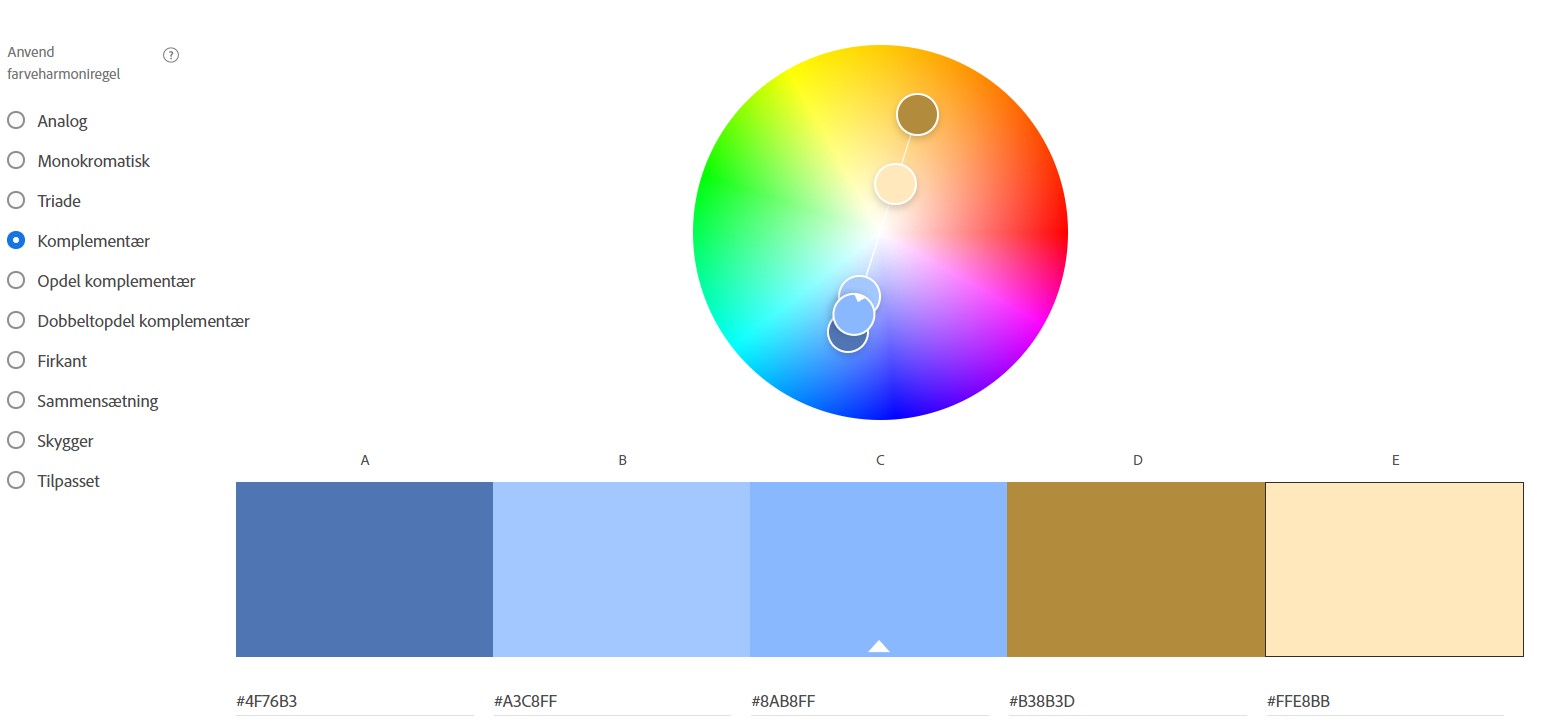 Anvend
farveharmoniregel
?
Analog
Monokromatisk
Triade
Komplementær
Opdel komplementær
Dobbeltopdel komplementær
Firkant
Sammensætning
Skygger
Tilpasset
A B C D E
#4F76B3 #A3C8FF #8AB8FF #B38B3D #FFE8BB